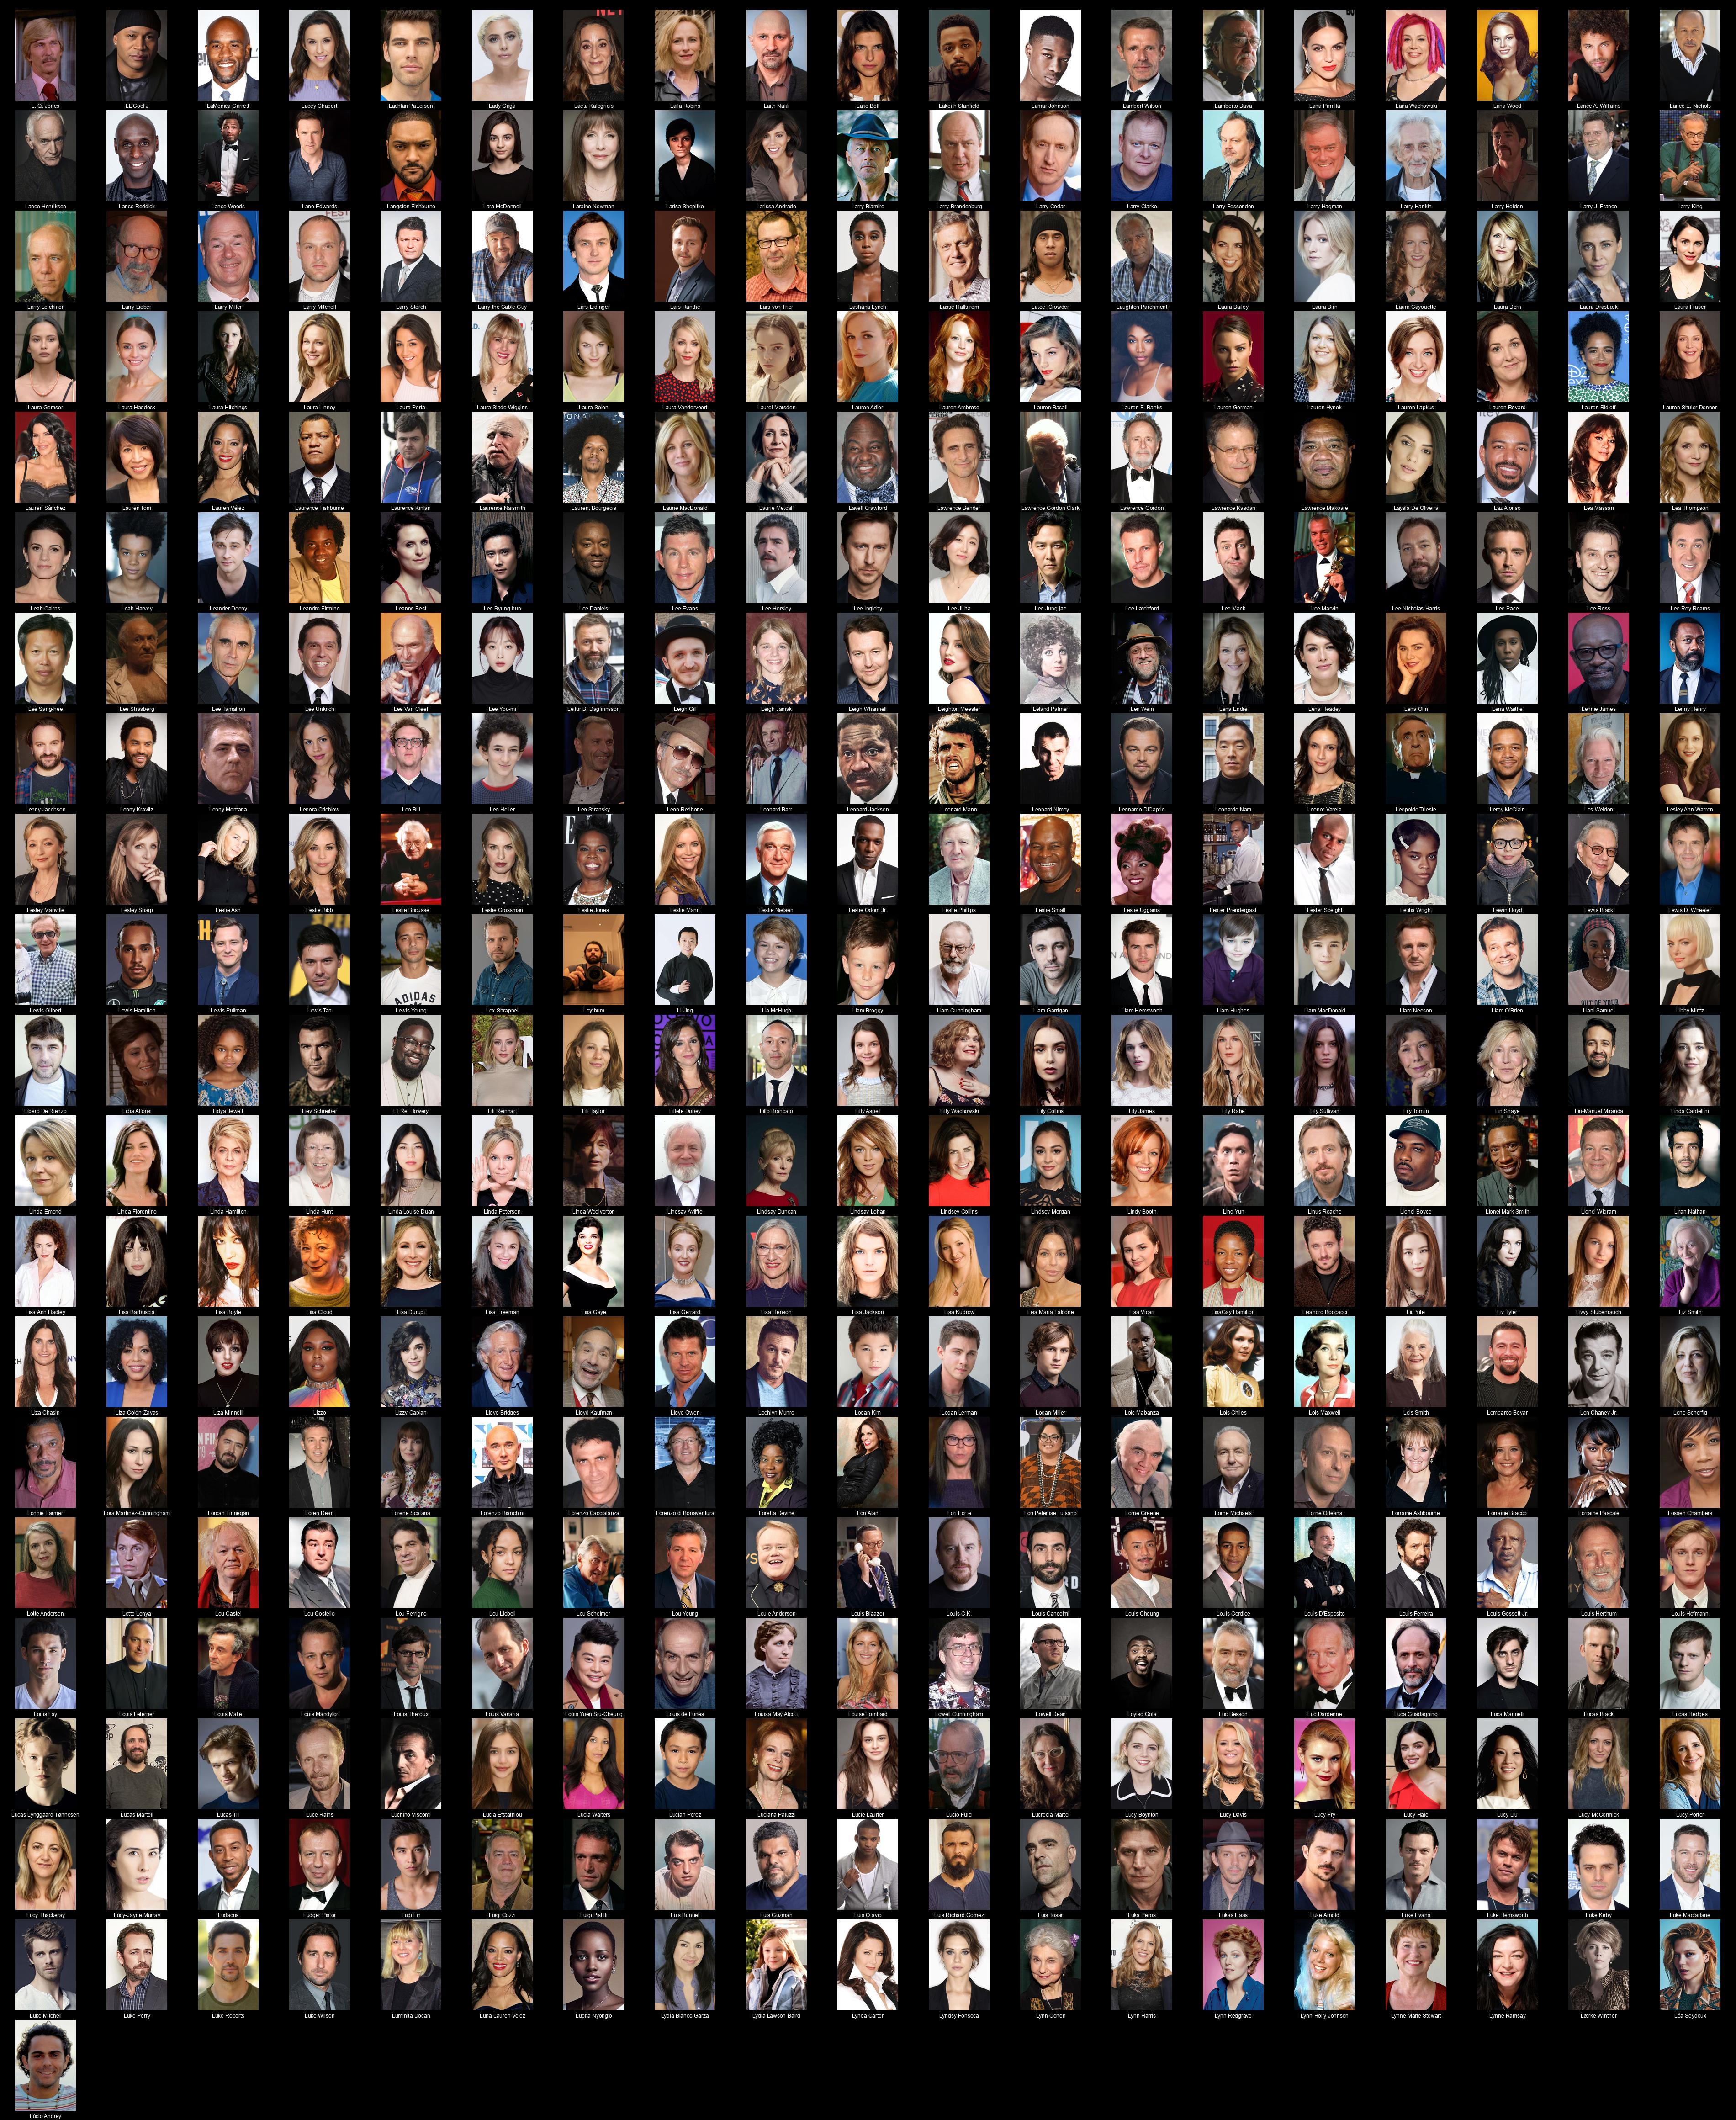 L. Q. Jones LL Cool J LaMonica Garrett Lacey Chabert Lachlan Patterson Lady Gaga Laeta Kalogridis Laila Robins Laith Nakli Lake Bell Lakeith Stanfield Lamar Johnson Lambert Wilson Lamberto Bava Lana Parrilla Lana Wachowski Lana Wood Lance A. Williams Lance E. Nichols
Lance Henriksen Lance Reddick Lance Woods Lane Edwards Langston Fishburne Lara McDonnell Laraine Newman Larisa Shepitko Larissa Andrade Larry Blamire Larry Brandenburg Larry Cedar Larry Clarke Larry Fessenden Larry Hagman Larry Hankin Larry Holden Larry J. Franco Larry King
Larry Leichliter Larry Lieber Larry Miller Larry Mitchell Larry Storch Larry the Cable Guy Lars Eidinger Lars Ranthe Lars von Trier Lashana Lynch Lasse Hallström Lateef Crowder Laughton Parchment Laura Bailey Laura Birn Laura Cayouette Laura Dern Laura Drasbæk Laura Fraser
Laura Gemser Laura Haddock Laura Hitchings Laura Linney Laura Porta Laura Slade Wiggins Laura Solon Laura Vandervoort Laurel Marsden Lauren Adler Lauren Ambrose Lauren Bacall Lauren E. Banks Lauren German Lauren Hynek Lauren Lapkus Lauren Revard Lauren Ridloff Lauren Shuler Donner
Lauren Sánchez Lauren Tom Lauren Vélez Laurence Fishburne Laurence Kinlan Laurence Naismith Laurent Bourgeois Laurie MacDonald Laurie Metcalf Lavell Crawford Lawrence Bender Lawrence Gordon Clark Lawrence Gordon Lawrence Kasdan Lawrence Makoare Laysla De Oliveira Laz Alonso Lea Massari Lea Thompson
Leah Cairns Leah Harvey Leander Deeny Leandro Firmino Leanne Best Lee Byung-hun Lee Daniels Lee Evans Lee Horsley Lee Ingleby Lee Ji-ha Lee Jung-jae Lee Latchford Lee Mack Lee Marvin Lee Nicholas Harris Lee Pace Lee Ross Lee Roy Reams
Lee Sang-hee Lee Strasberg Lee Tamahori Lee Unkrich Lee Van Cleef Lee You-mi Leifur B. Dagfinnsson Leigh Gill Leigh Janiak Leigh Whannell Leighton Meester Leland Palmer Len Wein Lena Endre Lena Headey Lena Olin Lena Waithe Lennie James Lenny Henry
Lenny Jacobson Lenny Kravitz Lenny Montana Lenora Crichlow Leo Bill Leo Heller Leo Stransky Leon Redbone Leonard Barr Leonard Jackson Leonard Mann Leonard Nimoy Leonardo DiCaprio Leonardo Nam Leonor Varela Leopoldo Trieste Leroy McClain Les Weldon Lesley Ann Warren
Lesley Manville Lesley Sharp Leslie Ash Leslie Bibb Leslie Bricusse Leslie Grossman Leslie Jones Leslie Mann Leslie Nielsen Leslie Odom Jr. Leslie Phillips Leslie Small Leslie Uggams Lester Prendergast Lester Speight Letitia Wright Lewin Lloyd Lewis Black Lewis D. Wheeler
ADIDAS
Lewis Gilbert Lewis Hamilton Lewis Pullman Lewis Tan Lewis Young Lex Shrapnel Leythum Li Jing Lia McHugh Liam Broggy Liam Cunningham Liam Garrigan Liam Hemsworth Liam Hughes Liam MacDonald Liam Neeson Liam O'Brien Liani Samuel Libby Mintz
Libero De Rienzo Lidia Alfonsi Lidya Jewett Liev Schreiber Lil Rel Howery Lili Reinhart Lili Taylor Lillete Dubey Lillo Brancato Lilly Aspell Lilly Wachowski Lily Collins Lily James Lily Rabe Lily Sullivan Lily Tomlin Lin Shaye Lin-Manuel Miranda Linda Cardellini
Linda Emond Linda Fiorentino Linda Hamilton Linda Hunt Linda Louise Duan Linda Petersen Linda Woolverton Lindsay Ayliffe Lindsay Duncan Lindsay Lohan Lindsey Collins Lindsey Morgan Lindy Booth Ling Yun Linus Roache Lionel Boyce Lionel Mark Smith Lionel Wigram Liran Nathan
Lisa Ann Hadley Lisa Barbuscia Lisa Boyle Lisa Cloud Lisa Durupt Lisa Freeman Lisa Gaye Lisa Gerrard Lisa Henson Lisa Jackson Lisa Kudrow Lisa Maria Falcone Lisa Vicari LisaGay Hamilton Lisandro Boccacci Liu Yifei Liv Tyler Livvy Stubenrauch Liz Smith
Liza Chasin Liza Colón-Zayas Liza Minnelli Lizzo Lizzy Caplan Lloyd Bridges Lloyd Kaufman Lloyd Owen Lochlyn Munro Logan Kim Logan Lerman Logan Miller Loïc Mabanza Lois Chiles Lois Maxwell Lois Smith Lombardo Boyar Lon Chaney Jr. Lone Scherfig
Lonnie Farmer Lora Martinez-Cunningham Lorcan Finnegan Loren Dean Lorene Scafaria Lorenzo Bianchini Lorenzo Caccialanza Lorenzo di Bonaventura Loretta Devine Lori Alan Lori Forte Lori Pelenise Tuisano Lorne Greene Lorne Michaels Lorne Orleans Lorraine Ashbourne Lorraine Bracco Lorraine Pascale Lossen Chambers
Lotte Andersen Lotte Lenya Lou Castel Lou Costello Lou Ferrigno Lou Llobell Lou Scheimer Lou Young Louie Anderson Louis Blaazer Louis C.K. Louis Cancelmi Louis Cheung Louis Cordice Louis D'Esposito Louis Ferreira Louis Gossett Jr. Louis Herthum Louis Hofmann
Louis Lay Louis Leterrier Louis Malle Louis Mandylor Louis Theroux Louis Vanaria Louis Yuen Siu-Cheung Louis de Funès Louisa May Alcott Louise Lombard Lowell Cunningham Lowell Dean Loyiso Gola Luc Besson Luc Dardenne Luca Guadagnino Luca Marinelli Lucas Black Lucas Hedges
Lucas Lynggaard Tønnesen Lucas Martell Lucas Till Luce Rains Luchino Visconti Lucia Efstathiou Lucia Walters Lucian Perez Luciana Paluzzi Lucie Laurier Lucio Fulci Lucrecia Martel Lucy Boynton Lucy Davis Lucy Fry Lucy Hale Lucy Liu Lucy McCormick Lucy Porter
Lucy Thackeray Lucy-Jayne Murray Ludacris Ludger Pistor Ludi Lin Luigi Cozzi Luigi Pistilli Luis Buñuel Luis Guzmán Luis Otávio Luis Richard Gomez Luis Tosar Luka Peroš Lukas Haas Luke Arnold Luke Evans Luke Hemsworth Luke Kirby Luke Macfarlane
Luke Mitchell Luke Perry Luke Roberts Luke Wilson Luminita Docan Luna Lauren Velez Lupita Nyong'o Lydia Blanco Garza Lydia Lawson-Baird Lynda Carter Lyndsy Fonseca Lynn Cohen Lynn Harris Lynn Redgrave Lynn-Holly Johnson Lynne Marie Stewart Lynne Ramsay Lærke Winther Léa Seydoux
Lúcio Andrey